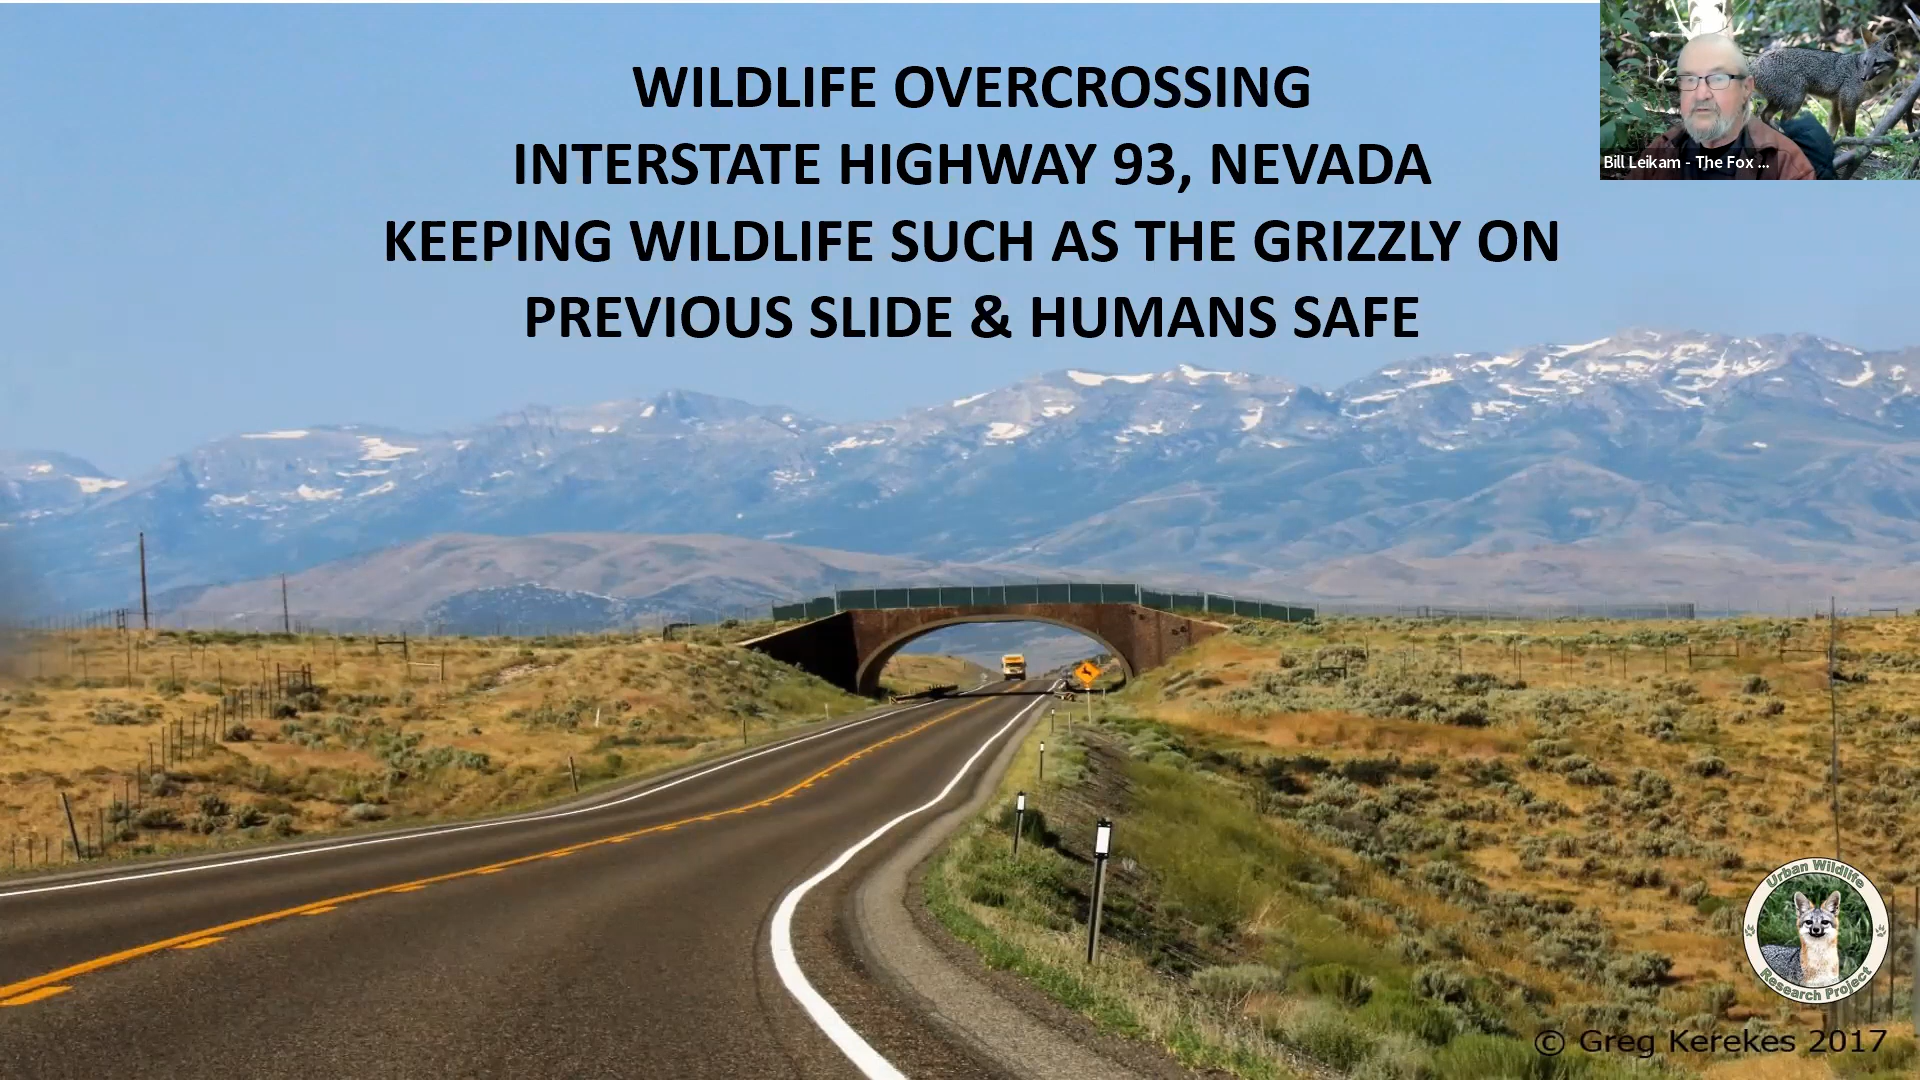 WILDLIFE OVERCROSSING
INTERSTATE HIGHWAY 93, NEVADA
KEEPING WILDLIFE SUCH AS THE GRIZZLY ON
PREVIOUS SLIDE & HUMANS SAFE
Bill Leikam - The Fox ...
Urban Wildlife
Research Project
© Greg Kerekes 2017